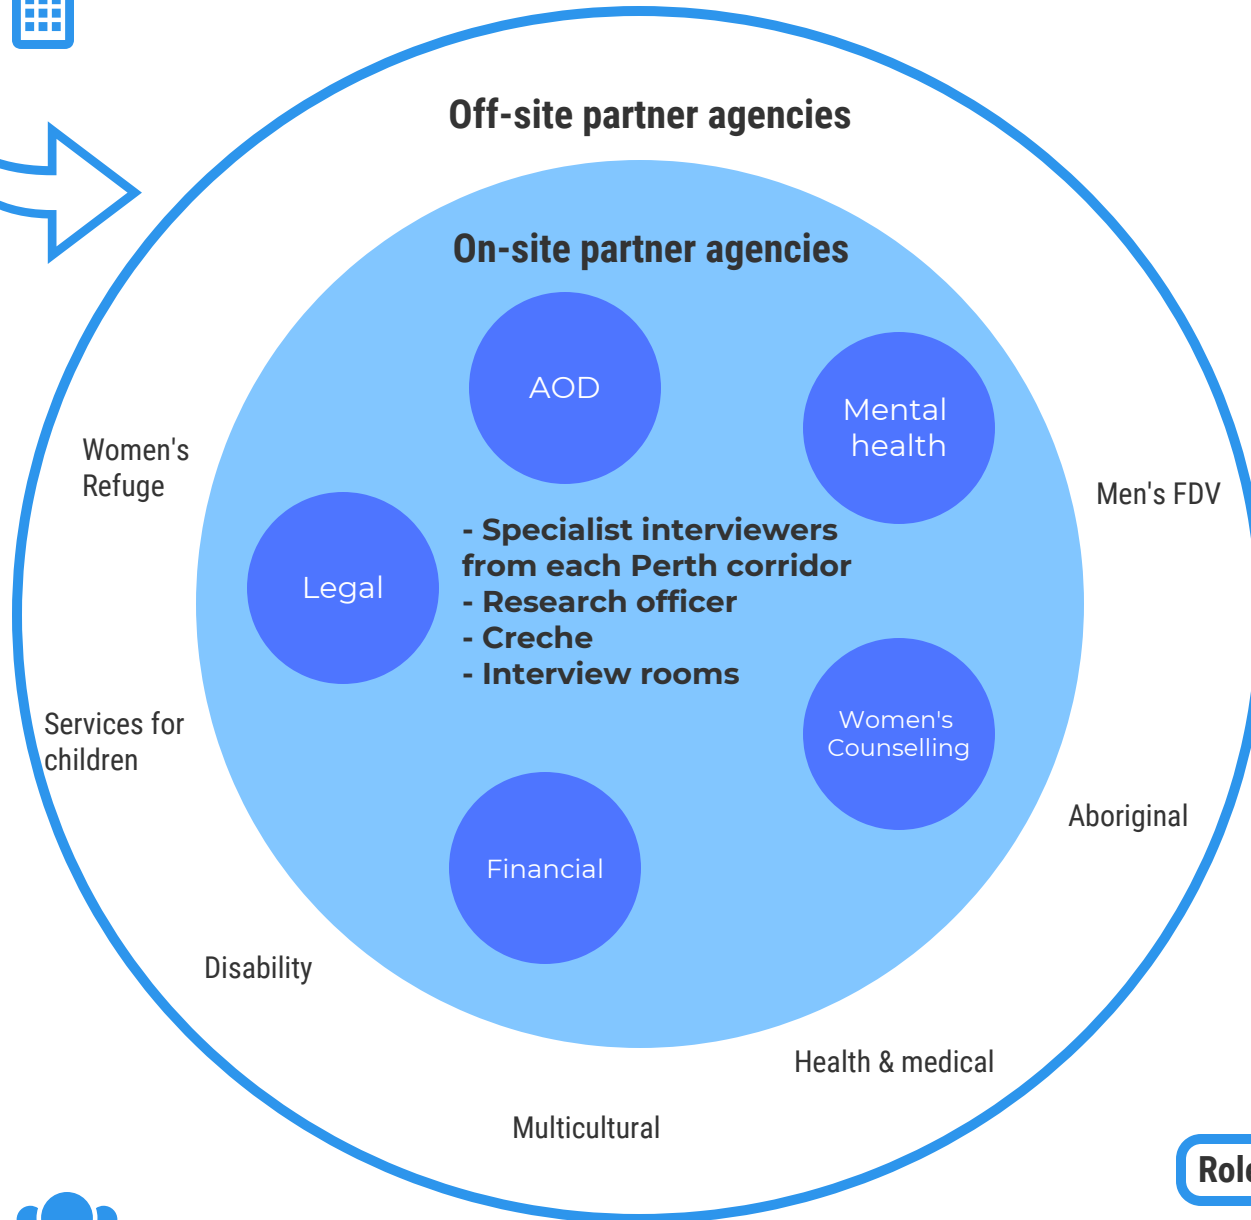 Off-site partner agencies
On-site partner agencies
AOD
Mental
health
Women's
Refuge
Men's FDV
Legal
- Specialist interviewers
from each Perth corridor
- Research officer
- Creche
- Interview rooms
Services for
children
Women's
Counselling
Aboriginal
Financial
Disability
Health & medical
Multicultural